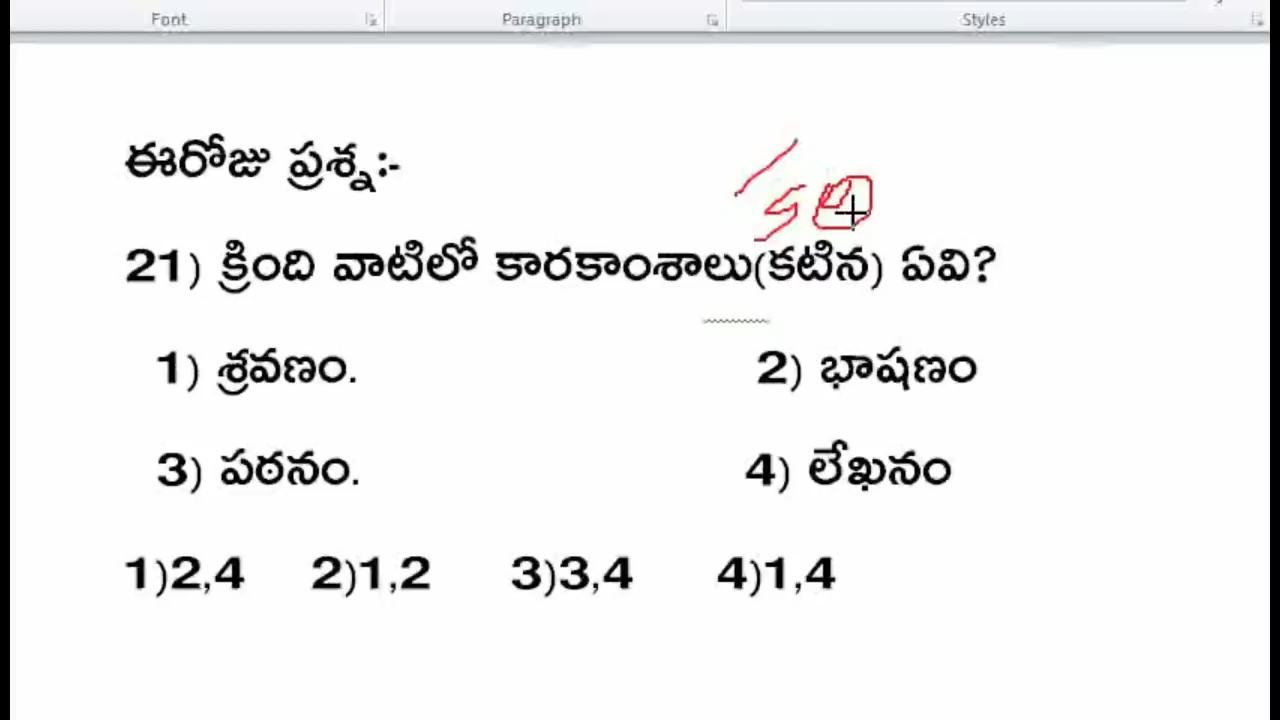 Font Paragraph Styles
ఈరోజు ప్రశ్న:-
21) క్రింది వాటిలో కారకాంశాలు(కటిన) ఏవి?
1) శ్రవణం. 2) భాషణం
3) పఠనం. 4) లేఖనం
1)2,4 2)1,2 3)3,4 4)1,4